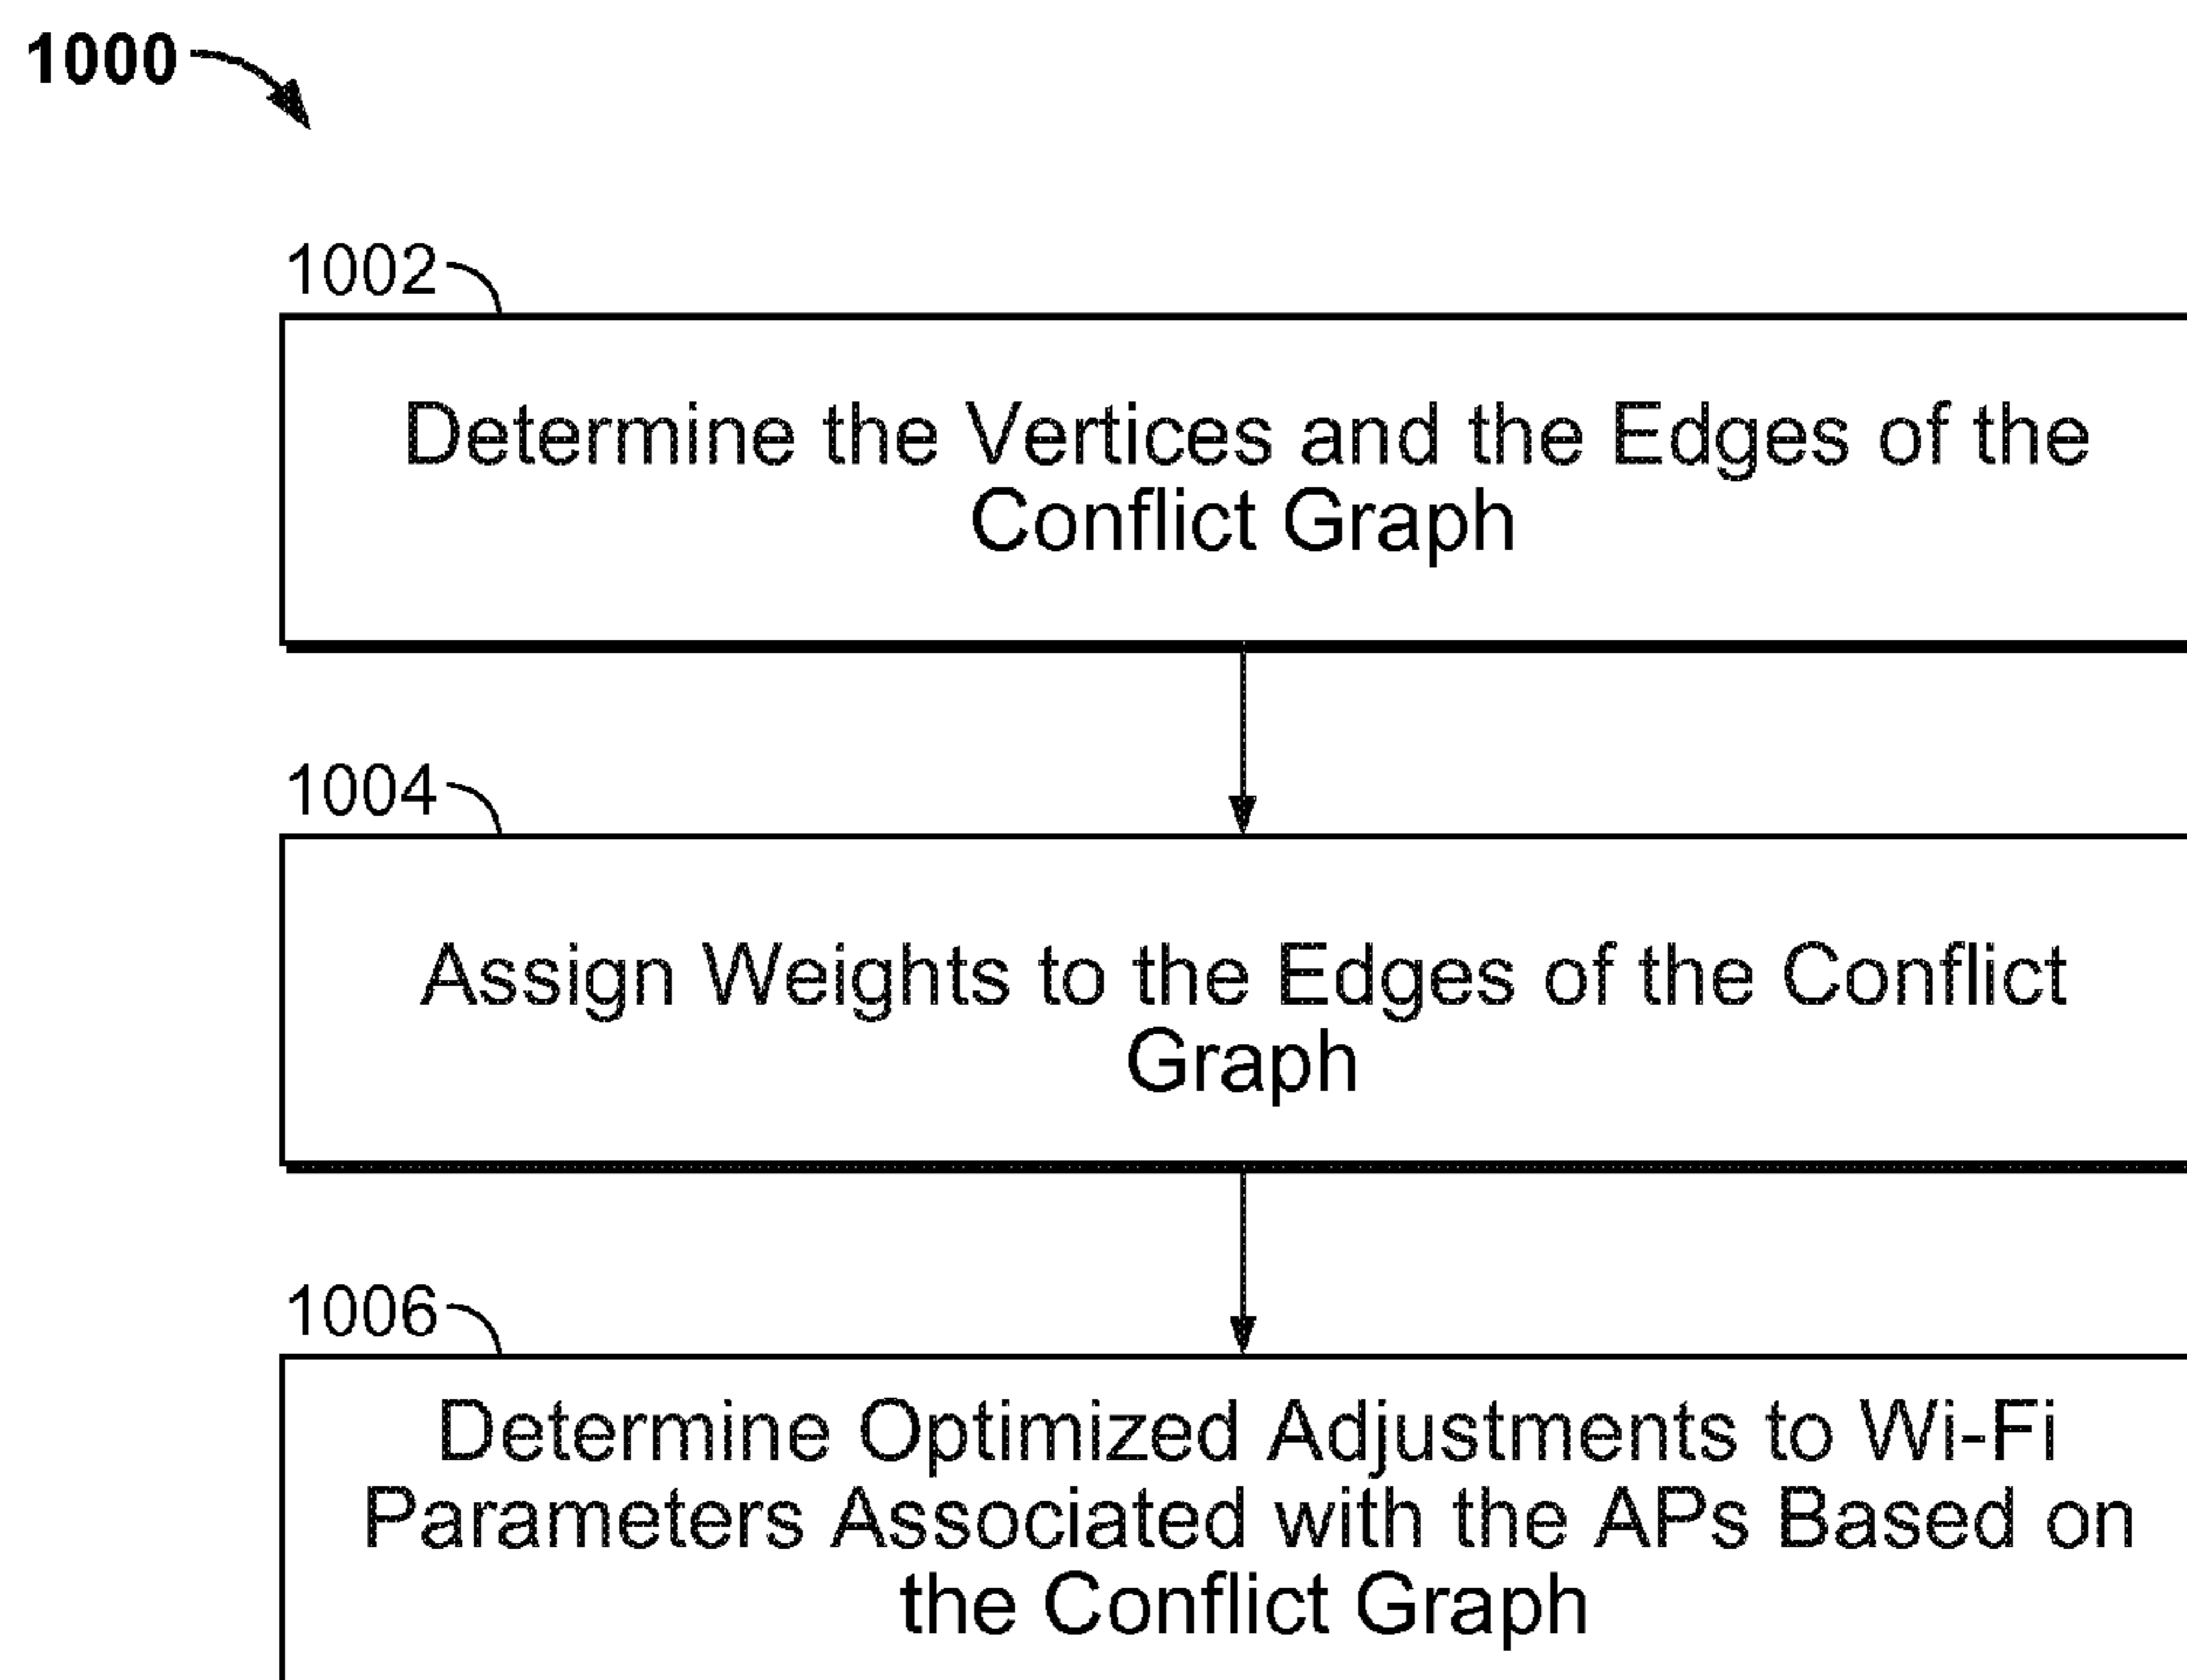 1000
1002
Determine the Vertices and the Edges of the
Conflict Graph
1004
Assign Weights to the Edges of the Conflict
Graph
1006
Determine Optimized Adjustments to Wi-Fi
Parameters Associated with the APs Based on
the Conflict Graph